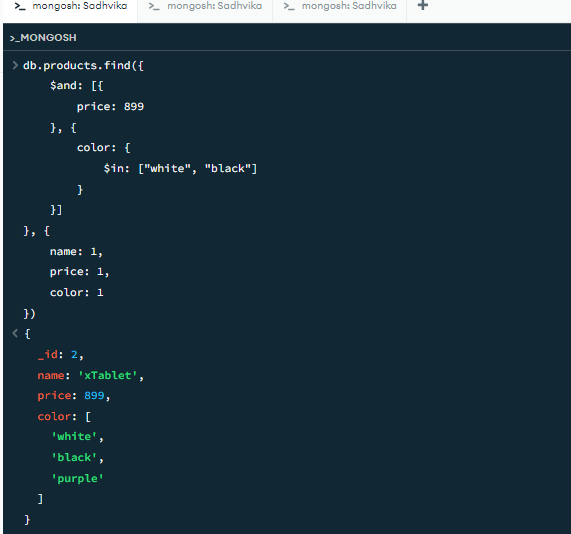 >_ mongosh: Sadhvika >_ mongosh: Sadhvika >_ mongosh: Sadhvika +
>_MONGOSH
> db.products.find({
$and: [{
price: 899
}, {
color: {
$in: ["white", "black"]
}
}]
}, {
name: 1,
price: 1,
color: 1
})
< {
_id: 2,
name: 'xTablet',
price: 899,
color: [
'white',
'black',
'purple'
]
}